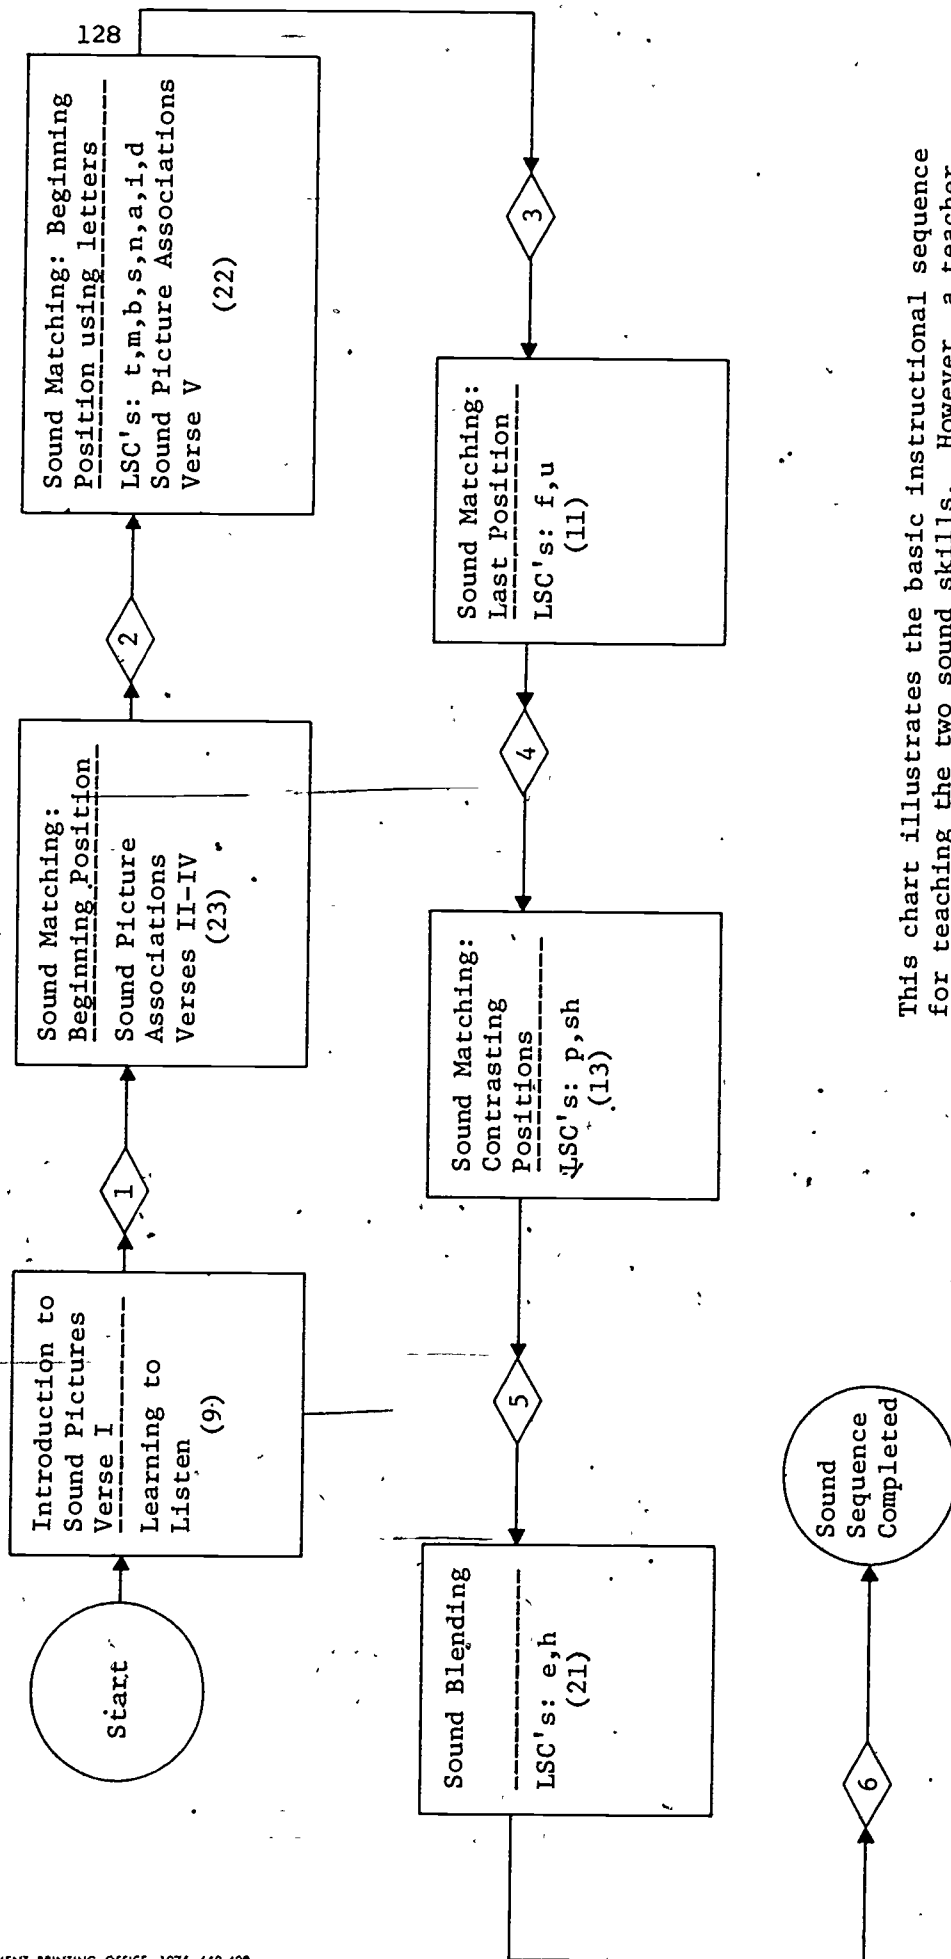 128
Start
Introduction to
Sound Pictures
Verse I
Learning to
Listen
(9)
1
Sound Matching:
Beginning Position
Sound Picture
Associations
Verses II-IV
(23)
2
Sound Matching: Beginning
Position using letters
LSC's: t,m,b,s,n,a,i,d
Sound Picture Associations
Verse V
(22)
3
Sound Matching:
Last Position
LSC's: f,u
(11)
4
Sound Matching:
Contrasting
Positions
LSC's: p,sh
(13)
5
Sound Blending
LSC's: e,h
(21)
6
Sound
Sequence
Completed
This chart illustrates the basic instructional sequence
for teaching the two sound skills. However, a teacher
PRINTING OFFICE